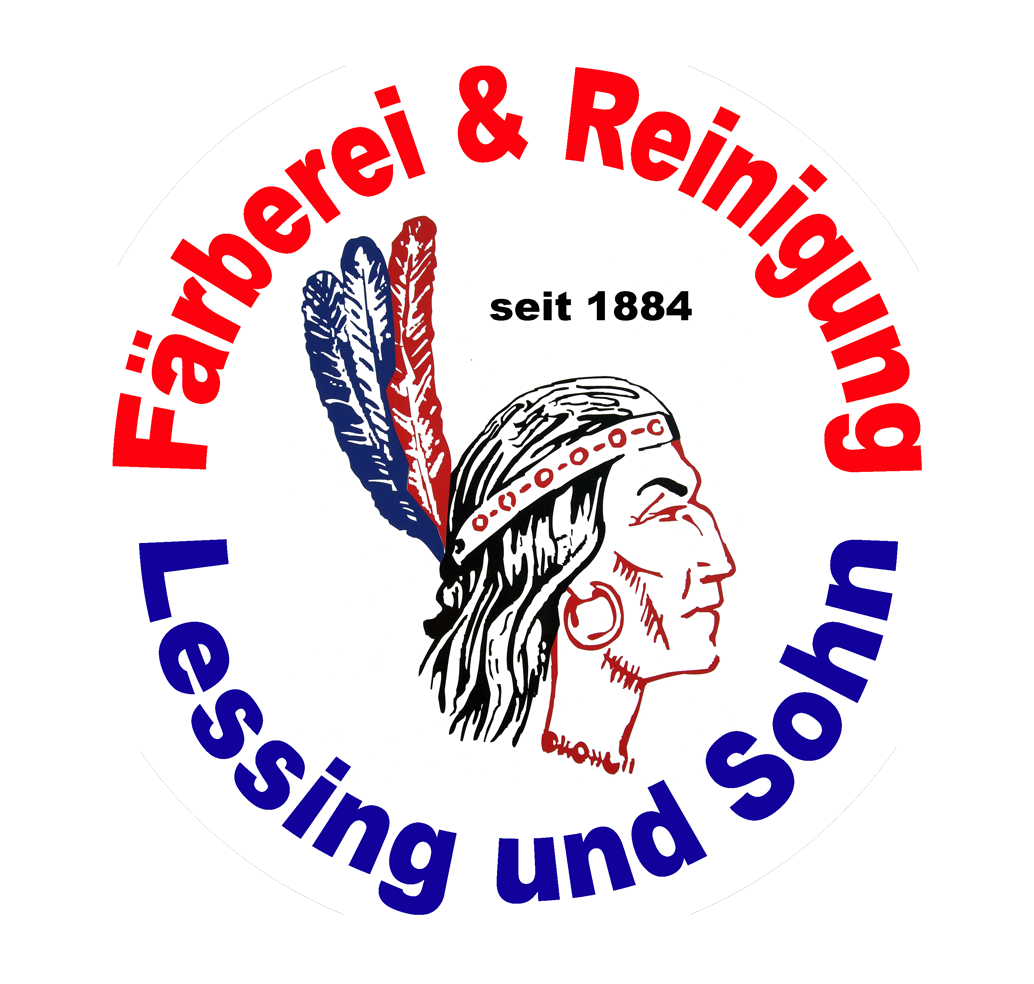 Färberei & Reinigung
seit 1884
Lessing und Sohn